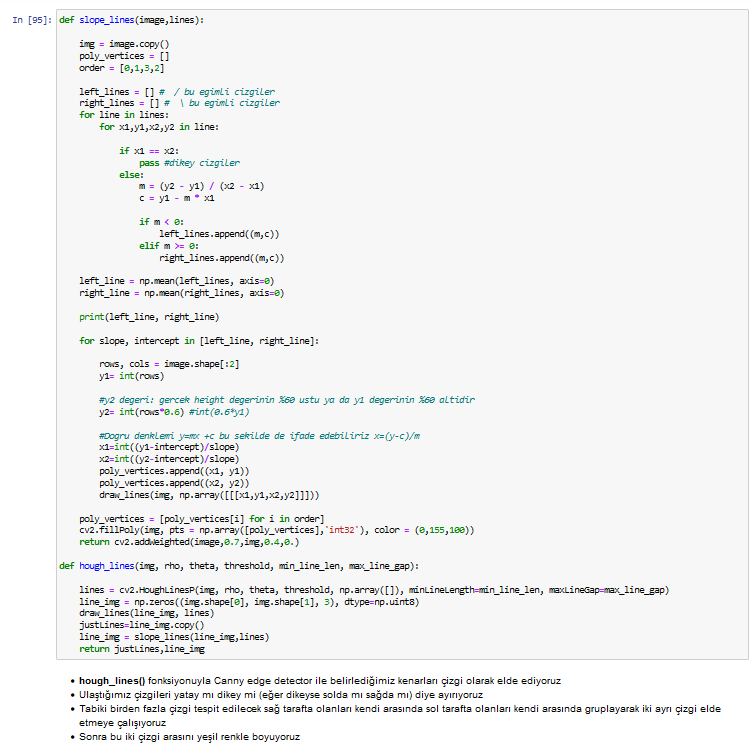 In [95]: def slope_lines(image,lines):
img = image.copy()
poly_vertices = []
order = [0,1,3,2]
left_lines = [] # / bu egimli cizgiler
right_lines = [] # \ bu egimli cizgiler
for line in lines:
for x1,y1,x2,y2 in line:
if x1 == x2:
pass #dikey cizgiler
else:
m = (y2 - y1) / (x2 - x1)
c = y1 - m * x1
if m < 0:
left_lines.append((m,c))
elif m >= 0:
right_lines.append((m,c))
left_line = np.mean(left_lines, axis=0)
right_line = np.mean(right_lines, axis=0)
print(left_line, right_line)
for slope, intercept in [left_line, right_line]:
rows, cols = image.shape[:2]
y1= int(rows)
#y2 degeri: gercek height degerinin %60 ustu ya da y1 degerinin %60 altidir
y2= int(rows*0.6) #int(0.6*y1)
#Dogru denklemi y=mx +c bu sekilde de ifade edebiliriz x=(y-c)/m
x1=int((y1-intercept)/slope)
x2=int((y2-intercept)/slope)
poly_vertices.append((x1, y1))
poly_vertices.append((x2, y2))
draw_lines(img, np.array([[[x1,y1,x2,y2]]]))
poly_vertices = [poly_vertices[i] for i in order]
cv2.fillPoly(img, pts = np.array([poly_vertices],'int32'), color = (0,155,100))
return cv2.addWeighted(image,0.7,img,0.4,0.)
def hough_lines(img, rho, theta, threshold, min_line_len, max_line_gap):
lines = cv2.HoughLinesP(img, rho, theta, threshold, np.array([]), minLineLength=min_line_len, maxLineGap=max_line_gap)
line_img = np.zeros((img.shape[0], img.shape[1], 3), dtype=np.uint8)
draw_lines(line_img, lines)
justLines=line_img.copy()
line_img = slope_lines(line_img,lines)
return justLines,line_img
• hough_lines() fonksiyonuyla Canny edge detector ile belirlediğimiz kenarları çizgi olarak elde ediyoruz
• Ulaştığımız çizgileri yatay mı dikey mi (eğer dikeyse solda mı sağda mı) diye ayırıyoruz
• Tabiki birden fazla çizgi tespit edilecek sağ tarafta olanları kendi arasında sol tarafta olanları kendi arasında gruplayarak iki ayrı çizgi elde
etmeye çalışıyoruz
• Sonra bu iki çizgi arasını yeşil renkle boyuyoruz